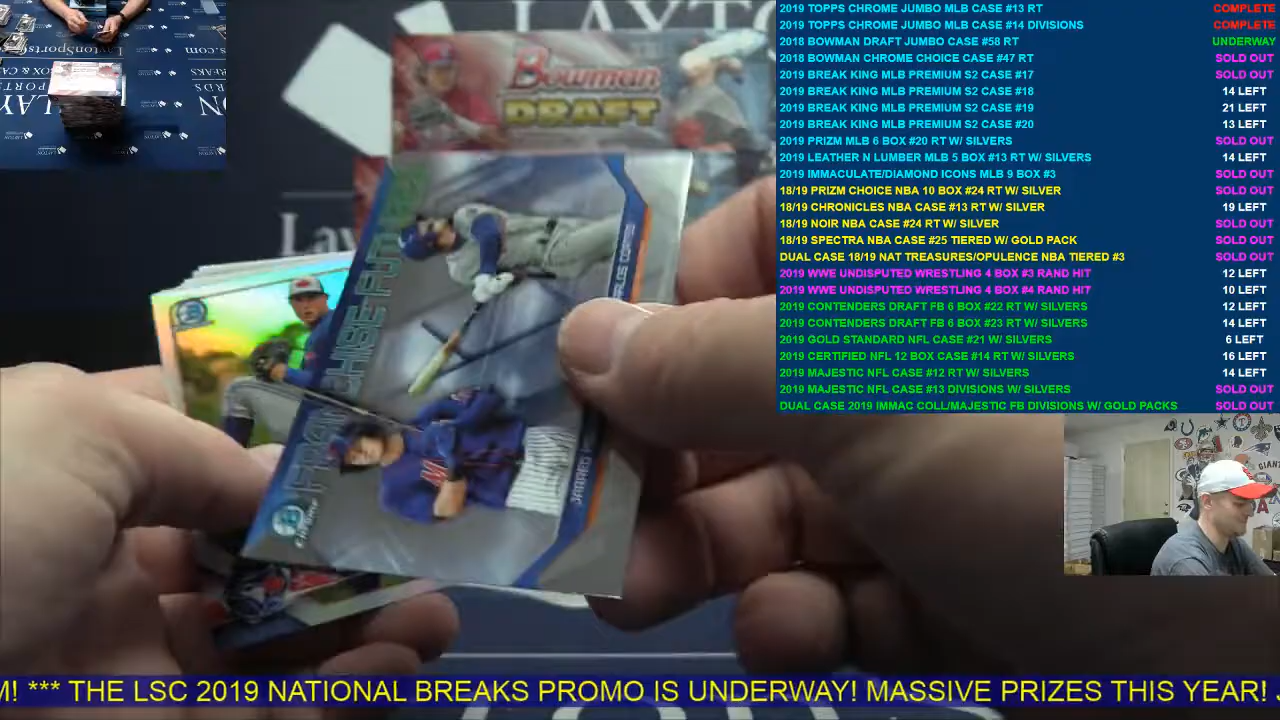 2019 TOPPS CHROME JUMBO MLB CASE #13 RT COMPLETE
2019 TOPPS CHROME JUMBO MLB CASE #14 DIVISIONS COMPLETE
2018 BOWMAN DRAFT JUMBO CASE #58 RT UNDERWAY
2018 BOWMAN CHROME CHOICE CASE #47 RT SOLD OUT
2019 BREAK KING MLB PREMIUM S2 CASE #17 SOLD OUT
2019 BREAK KING MLB PREMIUM S2 CASE #18 14 LEFT
2019 BREAK KING MLB PREMIUM S2 CASE #19 21 LEFT
2019 BREAK KING MLB PREMIUM S2 CASE #20 13 LEFT
2019 PRIZM MLB 6 BOX #20 RT W/ SILVERS SOLD OUT
2019 LEATHER N LUMBER MLB 5 BOX #13 RT W/ SILVERS 14 LEFT
2019 IMMACULATE/DIAMOND ICONS MLB 9 BOX #3 SOLD OUT
18/19 PRIZM CHOICE NBA 10 BOX #24 RT W/ SILVER SOLD OUT
18/19 CHRONICLES NBA CASE #13 RT W/ SILVER 19 LEFT
18/19 NOIR NBA CASE #24 RT W/ SILVER SOLD OUT
18/19 SPECTRA NBA CASE #25 TIERED W/ GOLD PACK SOLD OUT
DUAL CASE 18/19 NAT TREASURES/OPULENCE NBA TIERED #3 SOLD OUT
2019 WWE UNDISPUTED WRESTLING 4 BOX #3 RAND HIT 12 LEFT
2019 WWE UNDISPUTED WRESTLING 4 BOX #4 RAND HIT 10 LEFT
2019 CONTENDERS DRAFT FB 6 BOX #22 RT W/ SILVERS 12 LEFT
2019 CONTENDERS DRAFT FB 6 BOX #23 RT W/ SILVERS 14 LEFT
2019 GOLD STANDARD NFL CASE #21 W/ SILVERS 6 LEFT
2019 CERTIFIED NFL 12 BOX CASE #14 RT W/ SILVERS 16 LEFT
2019 MAJESTIC NFL CASE #12 RT W/ SILVERS 14 LEFT
2019 MAJESTIC NFL CASE #13 DIVISIONS W/ SILVERS SOLD OUT
DUAL CASE 2019 IMMAC COLL/MAJESTIC FB DIVISIONS W/ GOLD PACKS SOLD OUT
Bowman
DRAFT
CHROME
JARRED
M! *** THE LSC 2019 NATIONAL BREAKS PROMO IS UNDERWAY! MASSIVE PRIZES THIS YEAR!